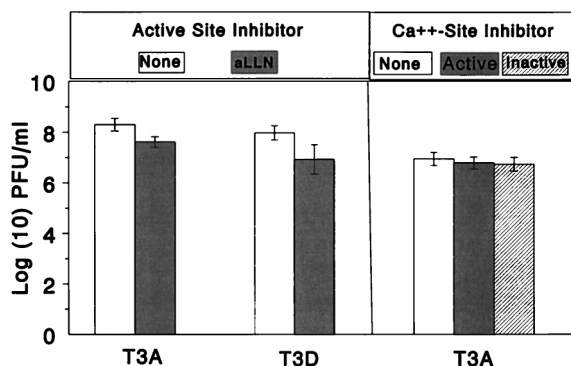 Active Site Inhibitor
None
aLLN
Ca++-Site Inhibitor
None
Active
Inactive
Log (10) PFU/ml
10
8
6
4
2
0
T3A
T3D
T3A